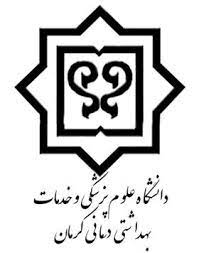 دانشگاه علوم پزشکی و خدمات
بهداشتی درمانی کرمان